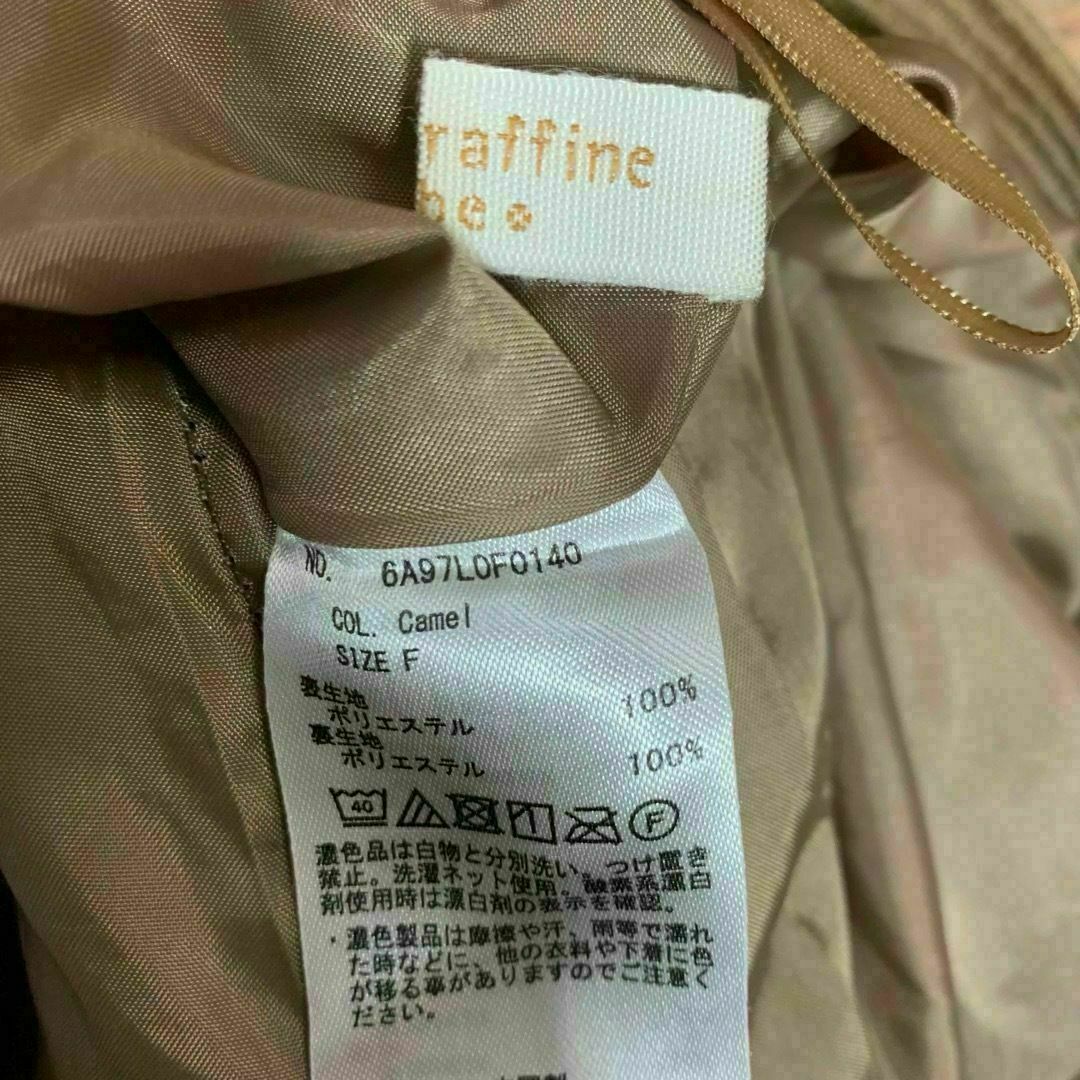 raffine
be
NO. 6A97L0F0140
COL. Camel
SIZE F
表生地
ポリエステル 100%
裏生地
ポリエステル 100%
40 F
濃色品は白物と分別洗い、つけ置き
禁止。洗濯ネット使用。酸素系漂白
剤使用時は漂白剤の表示を確認。
・濃色製品は摩擦や汗、雨等で濡れ
た時などに、他の衣料や下着に色
が移る事がありますのでご注意く
ださい。